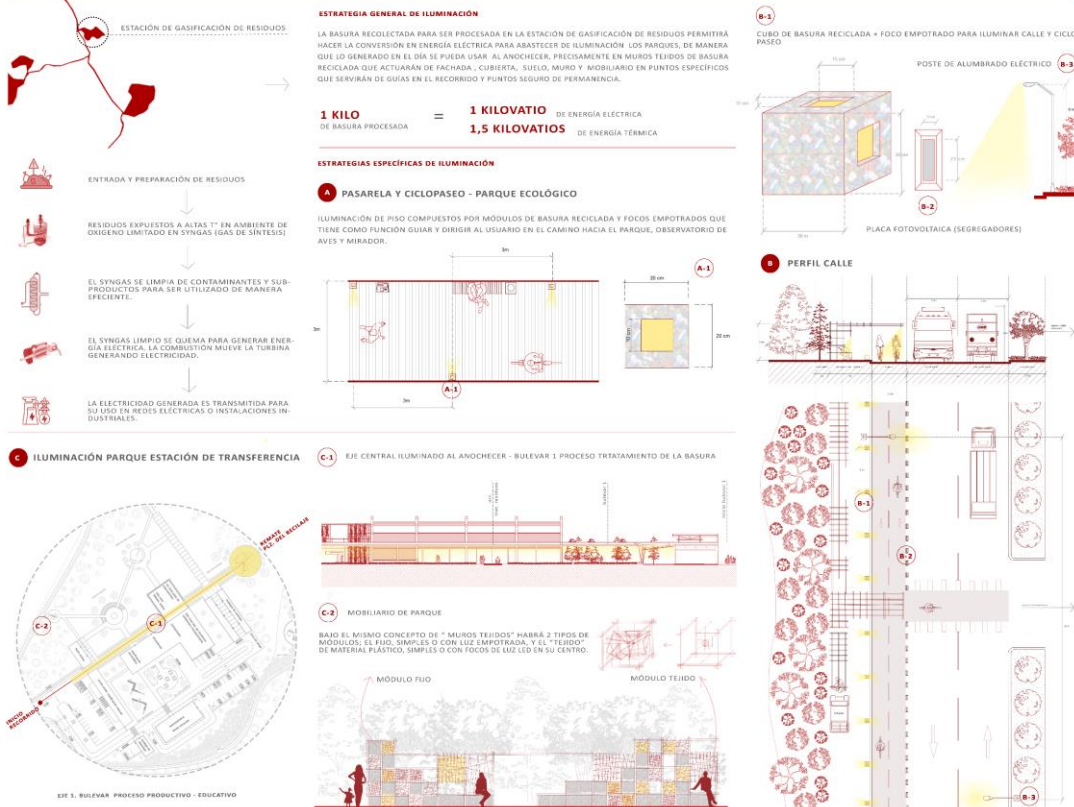 ESTACIÓN DE GASIFICACIÓN DE RESIDUOS
ENTRADA Y PREPARACIÓN DE RESIDUOS
RESIDUOS EXPUESTOS A ALTAS T° EN AMBIENTE DE
OXIGENO LIMITADO EN SYNGAS (GAS DE SÍNTESIS)
EL SYNGAS SE LIMPIA DE CONTAMINANTES Y SUB-
PRODUCTOS PARA SER UTILIZADO DE MANERA
EFECIENTE.
EL SYNGAS LIMPIO SE QUEMA PARA GENERAR ENER-
GÍA ELÉCTRICA. LA COMBUSTIÓN MUEVE LA TURBINA
GENERANDO ELECTRICIDAD.
LA ELECTRICIDAD GENERADA ES TRANSMITIDA PARA
SU USO EN REDES ELÉCTRICAS O INSTALACIONES IN-
DUSTRIALES.
ESTRATEGIA GENERAL DE ILUMINACIÓN
LA BASURA RECOLECTADA PARA SER PROCESADA EN LA ESTACIÓN DE GASIFICACIÓN DE RESIDUOS PERMITIRÁ
HACER LA CONVERSIÓN EN ENERGÍA ELÉCTRICA PARA ABASTECER DE ILUMINACIÓN LOS PARQUES, DE MANERA
QUE LO GENERADO EN EL DÍA SE PUEDA USAR AL ANOCHECER, PRECISAMENTE EN MUROS TEJIDOS DE BASURA
RECICLADA QUE ACTUARÁN DE FACHADA , CUBIERTA, SUELO, MURO Y MOBILIARIO EN PUNTOS ESPECÍFICOS
QUE SERVIRÁN DE GUÍAS EN EL RECORRIDO Y PUNTOS SEGURO DE PERMANENCIA.
1 KILO
DE BASURA PROCESADA
=
1 KILOVATIO DE ENERGÍA ELÉCTRICA
1,5 KILOVATIOS DE ENERGÍA TÉRMICA
ESTRATEGIAS ESPECÍFICAS DE ILUMINACIÓN
A PASARELA Y CICLOPASEO - PARQUE ECOLÓGICO
ILUMINACIÓN DE PISO COMPUESTOS POR MÓDULOS DE BASURA RECICLADA Y FOCOS EMPOTRADOS QUE
TIENE COMO FUNCIÓN GUIAR Y DIRIGIR AL USUARIO EN EL CAMINO HACIA EL PARQUE, OBSERVATORIO DE
AVES Y MIRADOR.
3m
3m
3m
A-1
A-1
20 cm
20 cm
10 cm
B-1
CUBO DE BASURA RECICLADA + FOCO EMPOTRADO PARA ILUMINAR CALLE Y CICLO
PASEO
POSTE DE ALUMBRADO ELÉCTRICO B-3
B-2
PLACA FOTOVOLTAICA (SEGREGADORES)
B PERFIL CALLE
B-1
B-2
B-3
C ILUMINACIÓN PARQUE ESTACIÓN DE TRANSFERENCIA
C-2
C-1
INICIO
RECORRIDO
REMATE
PLZ. DEL RECILAJE
EJE 1. BULEVAR PROCESO PRODUCTIVO - EDUCATIVO
C-1 EJE CENTRAL ILUMINADO AL ANOCHECER - BULEVAR 1 PROCESO TRTATAMIENTO DE LA BASURA
C-2 MOBILIARIO DE PARQUE
BAJO EL MISMO CONCEPTO DE " MUROS TEJIDOS" HABRÁ 2 TIPOS DE
MÓDULOS; EL FIJO, SIMPLES O CON LUZ EMPOTRADA, Y EL "TEJIDO"
DE MATERIAL PLÁSTICO, SIMPLES O CON FOCOS DE LUZ LED EN SU CENTRO.
MÓDULO FIJO
MÓDULO TEJIDO